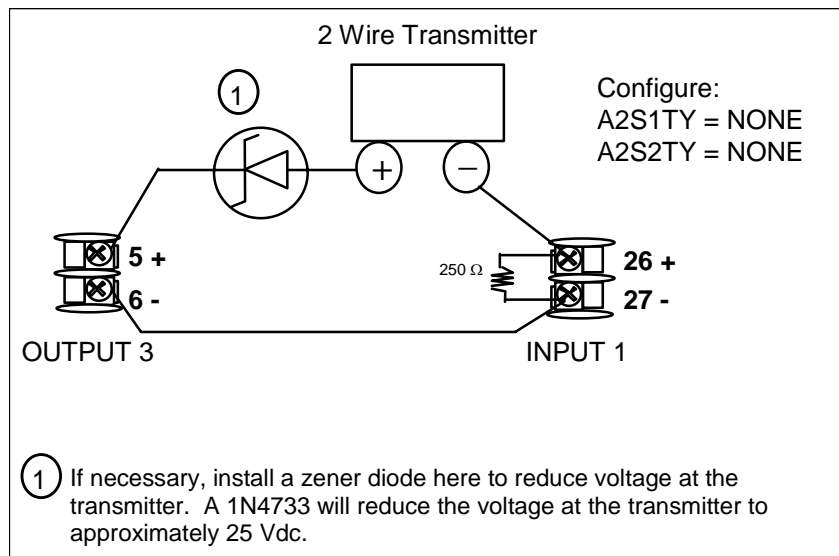 2 Wire Transmitter
1
Configure:
A2S1TY = NONE
A2S2TY = NONE
+
−
5 +
6 -
250 Ω
26 +
27 -
OUTPUT 3
INPUT 1
1 If necessary, install a zener diode here to reduce voltage at the
transmitter. A 1N4733 will reduce the voltage at the transmitter to
approximately 25 Vdc.